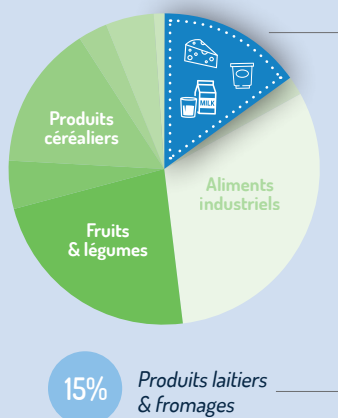 MILK
Produits
céréaliers
Aliments
industriels
Fruits
& légumes
15%
Produits laitiers
& fromages